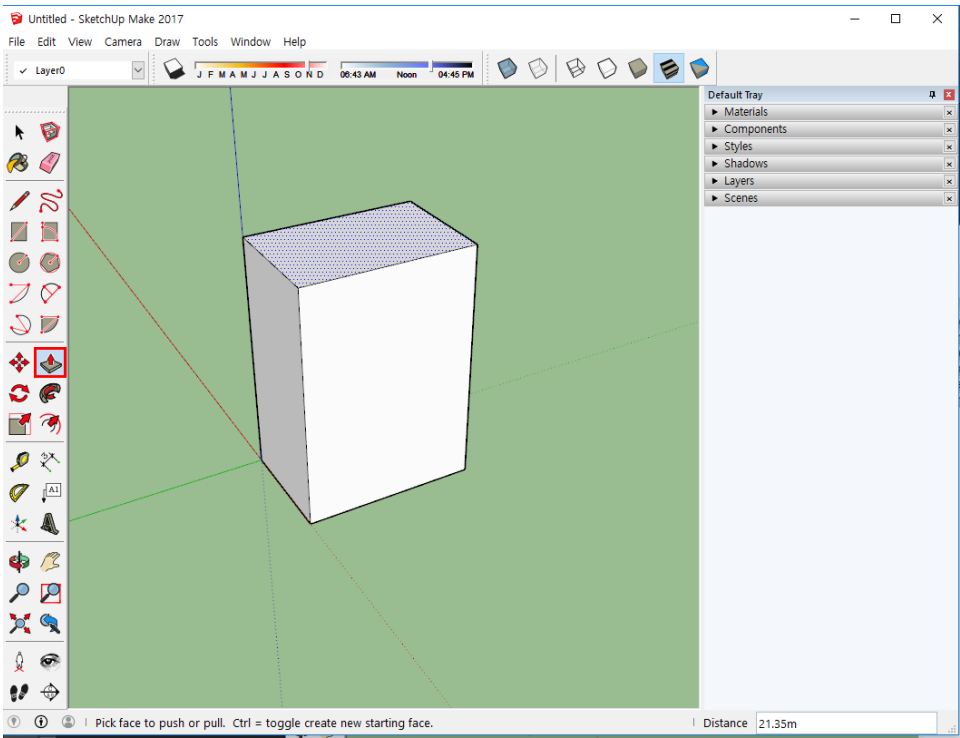 Untitled - SketchUp Make 2017
File Edit View Camera Draw Tools Window Help
Layer0
J F M A M J J A S O N D 06:43 AM Noon 04:45 PM
Default Tray
Materials
Components
Styles
Shadows
Layers
Scenes
A1
Pick face to push or pull. Ctrl = toggle create new starting face.
Distance 21.35m